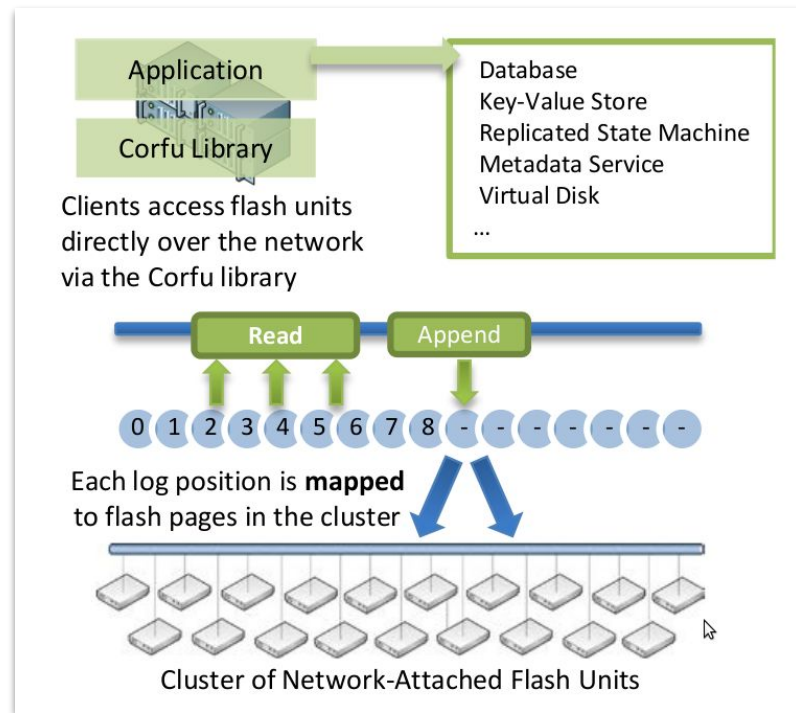 Application
Corfu Library
Database
Key-Value Store
Replicated State Machine
Metadata Service
Virtual Disk
...
Clients access flash units
directly over the network
via the Corfu library
Read
Append
0 1 2 3 4 5 6 7 8 - - - - - - -
Each log position is mapped
to flash pages in the cluster
Cluster of Network-Attached Flash Units